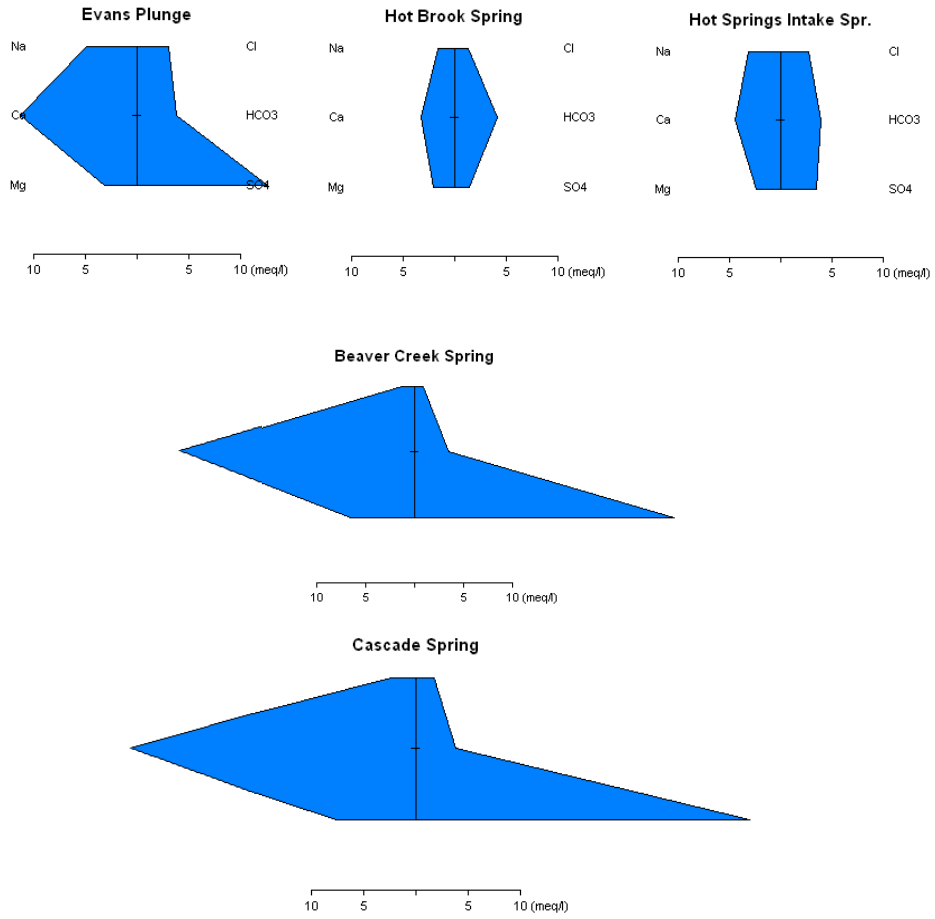 Evans Plunge
Hot Brook Spring
Hot Springs Intake Spr.
Na
Cl
Na
Cl
Na
Cl
Ca
HCO3
Ca
HCO3
Ca
HCO3
Mg
SO4
Mg
SO4
Mg
SO4
10 5 5 10 (meq/l)
10 5 5 10 (meq/l)
10 5 5 10 (meq/l)
Beaver Creek Spring
10 5 5 10 (meq/l)
Cascade Spring
10 5 5 10 (meq/l)